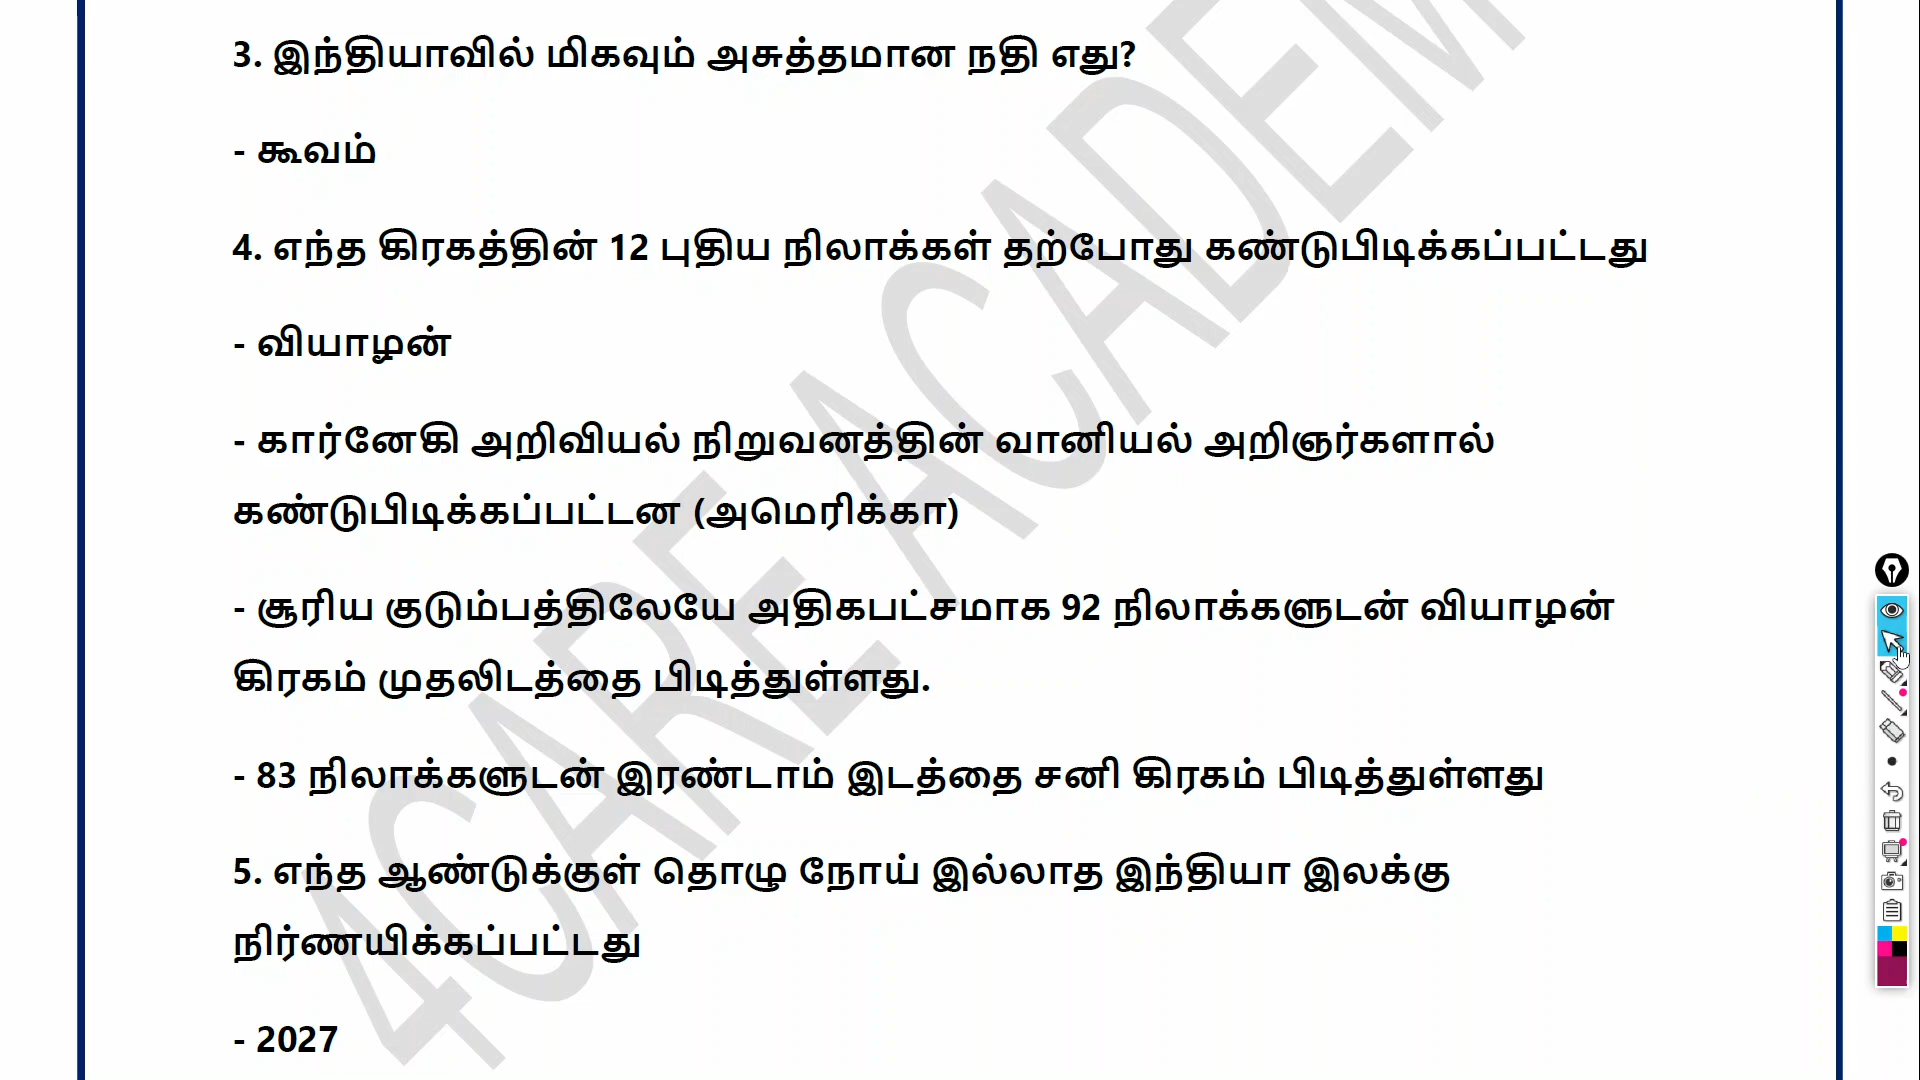 3. இந்தியாவில் மிகவும் அசுத்தமான நதி எது?
- கூவம்
4. எந்த கிரகத்தின் 12 புதிய நிலாக்கள் தற்போது கண்டுபிடிக்கப்பட்டது
- வியாழன்
- கார்னேகி அறிவியல் நிறுவனத்தின் வானியல் அறிஞர்களால்
கண்டுபிடிக்கப்பட்டன (அமெரிக்கா)
- சூரிய குடும்பத்திலேயே அதிகபட்சமாக 92 நிலாக்களுடன் வியாழன்
கிரகம் முதலிடத்தை பிடித்துள்ளது.
- 83 நிலாக்களுடன் இரண்டாம் இடத்தை சனி கிரகம் பிடித்துள்ளது
5. எந்த ஆண்டுக்குள் தொழு நோய் இல்லாத இந்தியா இலக்கு
நிர்ணயிக்கப்பட்டது
- 2027
4CARE ACADEM